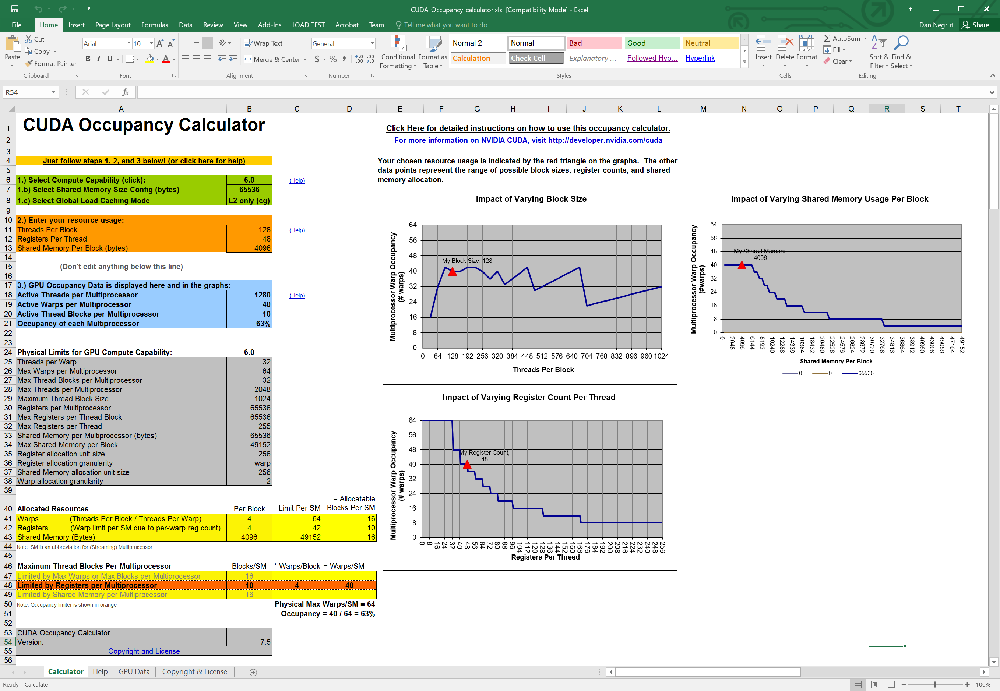 CUDA_Occupancy_calculator.xls [Compatibility Mode] - Excel
File Home Insert Page Layout Formulas Data Review View Add-Ins LOAD TEST Acrobat Team Tell me what you want to do... Dan Negrut Share
Paste
Cut
Copy
Format Painter
Clipboard
Arial 10
B I U
Font
Wrap Text
Merge & Center
Alignment
General
$ % ,
Number
Conditional Formatting
Format as Table
Normal 2 Normal Bad Good Neutral
Calculation Check Cell Explanatory ... Followed Hyp... Hyperlink
Styles
Insert Delete Format
Cells
AutoSum
Fill
Clear
Sort & Filter
Find & Select
Editing
R54 fx
A B C D E F G H I J K L M N O P Q R S T
1 CUDA Occupancy Calculator
Click Here for detailed instructions on how to use this occupancy calculator.
2 For more information on NVIDIA CUDA, visit http://developer.nvidia.com/cuda
3
4 Just follow steps 1, 2, and 3 below! (or click here for help)
Your chosen resource usage is indicated by the red triangle on the graphs. The other
data points represent the range of possible block sizes, register counts, and shared
memory allocation.
5
6 1.) Select Compute Capability (click): 6.0 (Help)
7 1.b) Select Shared Memory Size Config (bytes) 65536
8 1.c) Select Global Load Caching Mode L2 only (cg)
9
10 2.) Enter your resource usage:
11 Threads Per Block 128 (Help)
12 Registers Per Thread 48
13 Shared Memory Per Block (bytes) 4096
14
15 (Don't edit anything below this line)
16
17 3.) GPU Occupancy Data is displayed here and in the graphs:
18 Active Threads per Multiprocessor 1280 (Help)
19 Active Warps per Multiprocessor 40
20 Active Thread Blocks per Multiprocessor 10
21 Occupancy of each Multiprocessor 63%
22
23
24 Physical Limits for GPU Compute Capability: 6.0
25 Threads per Warp 32
26 Max Warps per Multiprocessor 64
27 Max Thread Blocks per Multiprocessor 32
28 Max Threads per Multiprocessor 2048
29 Maximum Thread Block Size 1024
30 Registers per Multiprocessor 65536
31 Max Registers per Thread Block 65536
32 Max Registers per Thread 255
33 Shared Memory per Multiprocessor (bytes) 65536
34 Max Shared Memory per Block 49152
35 Register allocation unit size 256
36 Register allocation granularity warp
37 Shared Memory allocation unit size 256
38 Warp allocation granularity 2
39
= Allocatable
40 Allocated Resources Per Block Limit Per SM Blocks Per SM
41 Warps (Threads Per Block / Threads Per Warp) 4 64 16
42 Registers (Warp limit per SM due to per-warp reg count) 4 42 10
43 Shared Memory (Bytes) 4096 49152 16
44 Note: SM is an abbreviation for (Streaming) Multiprocessor
45
46 Maximum Thread Blocks Per Multiprocessor Blocks/SM * Warps/Block = Warps/SM
47 Limited by Max Warps or Max Blocks per Multiprocessor 16
48 Limited by Registers per Multiprocessor 10 4 40
49 Limited by Shared Memory per Multiprocessor 16
50 Note: Occupancy limiter is shown in orange Physical Max Warps/SM = 64
51 Occupancy = 40 / 64 = 63%
52
53 CUDA Occupancy Calculator
54 Version: 7.5
55 Copyright and License
56
Impact of Varying Block Size
Multiprocessor Warp Occupancy
(# warps)
64
56
48
40
32
24
16
8
0
My Block Size, 128
0 64 128 192 256 320 384 448 512 576 640 704 768 832 896 960 1024
Threads Per Block
Impact of Varying Shared Memory Usage Per Block
Multiprocessor Warp Occupancy
(#warps)
64
56
48
40
32
24
16
8
0
My Shared Memory,
4096
0 2048 4096 6144 8192 10240 12288 14336 16384 18432 20480 22528 24576 26624 28672 30720 32768 34816 36864 38912 40960 43008 45056 47104 49152
Shared Memory Per Block
0 0 65536
Impact of Varying Register Count Per Thread
Multiprocessor Warp Occupancy
(# warps)
64
56
48
40
32
24
16
8
0
My Register Count,
48
0 8 16 24 32 40 48 56 64 72 80 88 96 104 112 120 128 136 144 152 160 168 176 184 192 200 208 216 224 232 240 248 256
Registers Per Thread
Calculator Help GPU Data Copyright & License
Ready Calculate 100%